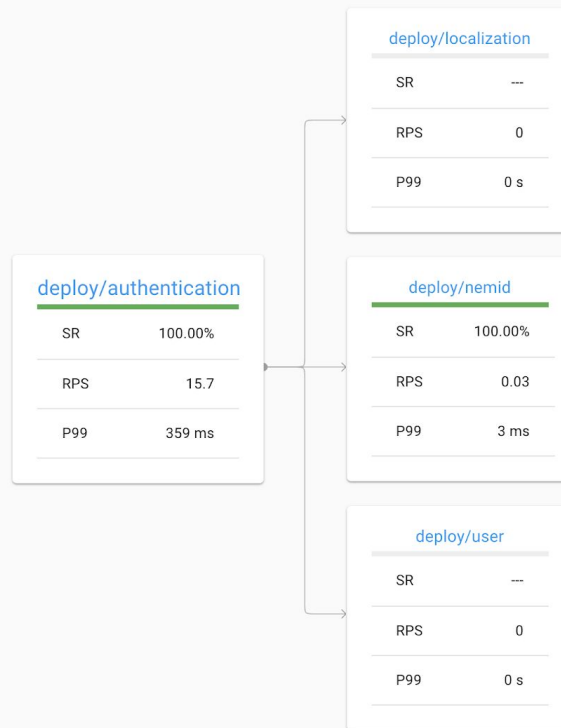 deploy/localization
SR ---
RPS 0
P99 0 s
deploy/authentication
SR 100.00%
RPS 15.7
P99 359 ms
deploy/nemid
SR 100.00%
RPS 0.03
P99 3 ms
deploy/user
SR ---
RPS 0
P99 0 s